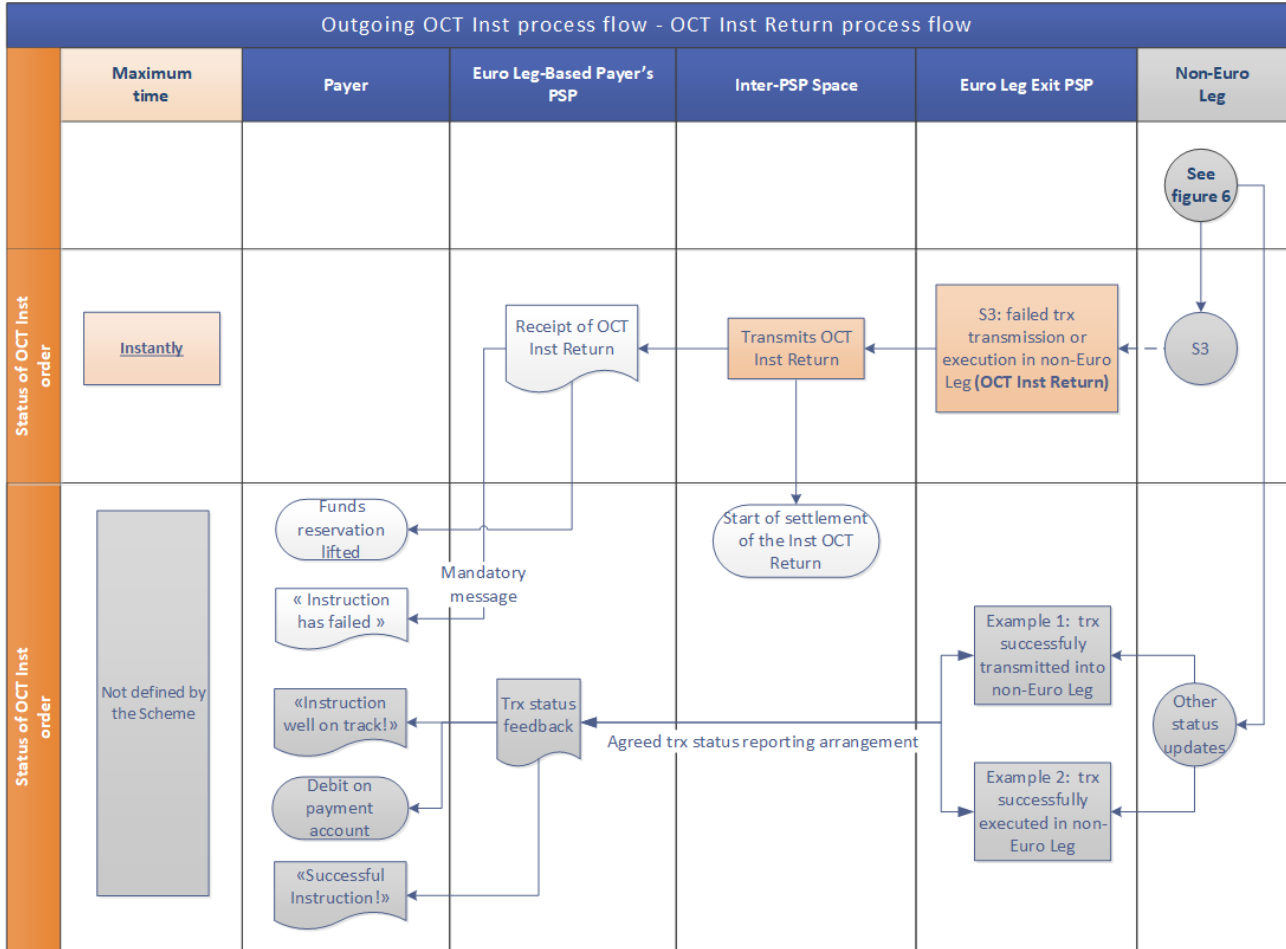 Outgoing OCT Inst process flow - OCT Inst Return process flow
Maximum
time
Payer
Euro Leg-Based Payer's
PSP
Inter-PSP Space
Euro Leg Exit PSP
Non-Euro
Leg
See
figure 6
Status of OCT Inst
order
Instantly
Receipt of OCT
Inst Return
Transmits OCT
Inst Return
S3: failed trx
transmission or
execution in non-Euro
Leg (OCT Inst Return)
S3
Status of OCT Inst
order
Not defined by
the Scheme
Funds
reservation
lifted
Start of settlement
of the Inst OCT
Return
Mandatory
message
« Instruction
has failed »
Example 1: trx
successfuly
transmitted into
non-Euro Leg
«Instruction
well on track!»
Trx status
feedback
Agreed trx status reporting arrangement
Other
status
updates
Debit on
payment
account
Example 2: trx
successfully
executed in non-
Euro Leg
«Successful
Instruction!»